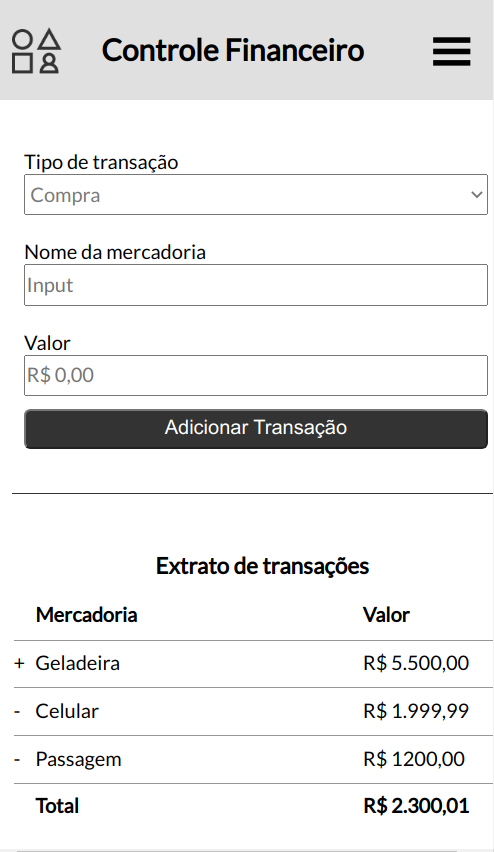 Controle Financeiro
Tipo de transação
Compra
Nome da mercadoria
Input
Valor
R$ 0,00
Adicionar Transação
Extrato de transações
Mercadoria Valor
+ Geladeira R$ 5.500,00
- Celular R$ 1.999,99
- Passagem R$ 1200,00
Total R$ 2.300,01